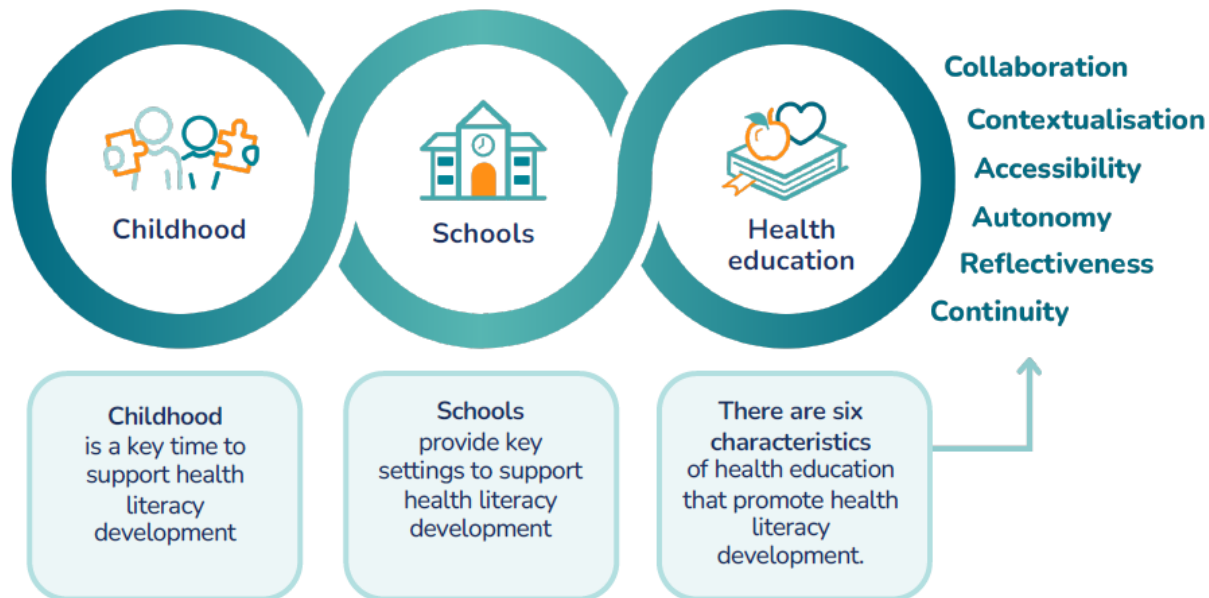 Childhood
Schools
Health
education
Collaboration
Contextualisation
Accessibility
Autonomy
Reflectiveness
Continuity
Childhood
is a key time to
support health
literacy
development
Schools
provide key
settings to support
health literacy
development
There are six
characteristics
of health education
that promote health
literacy
development.